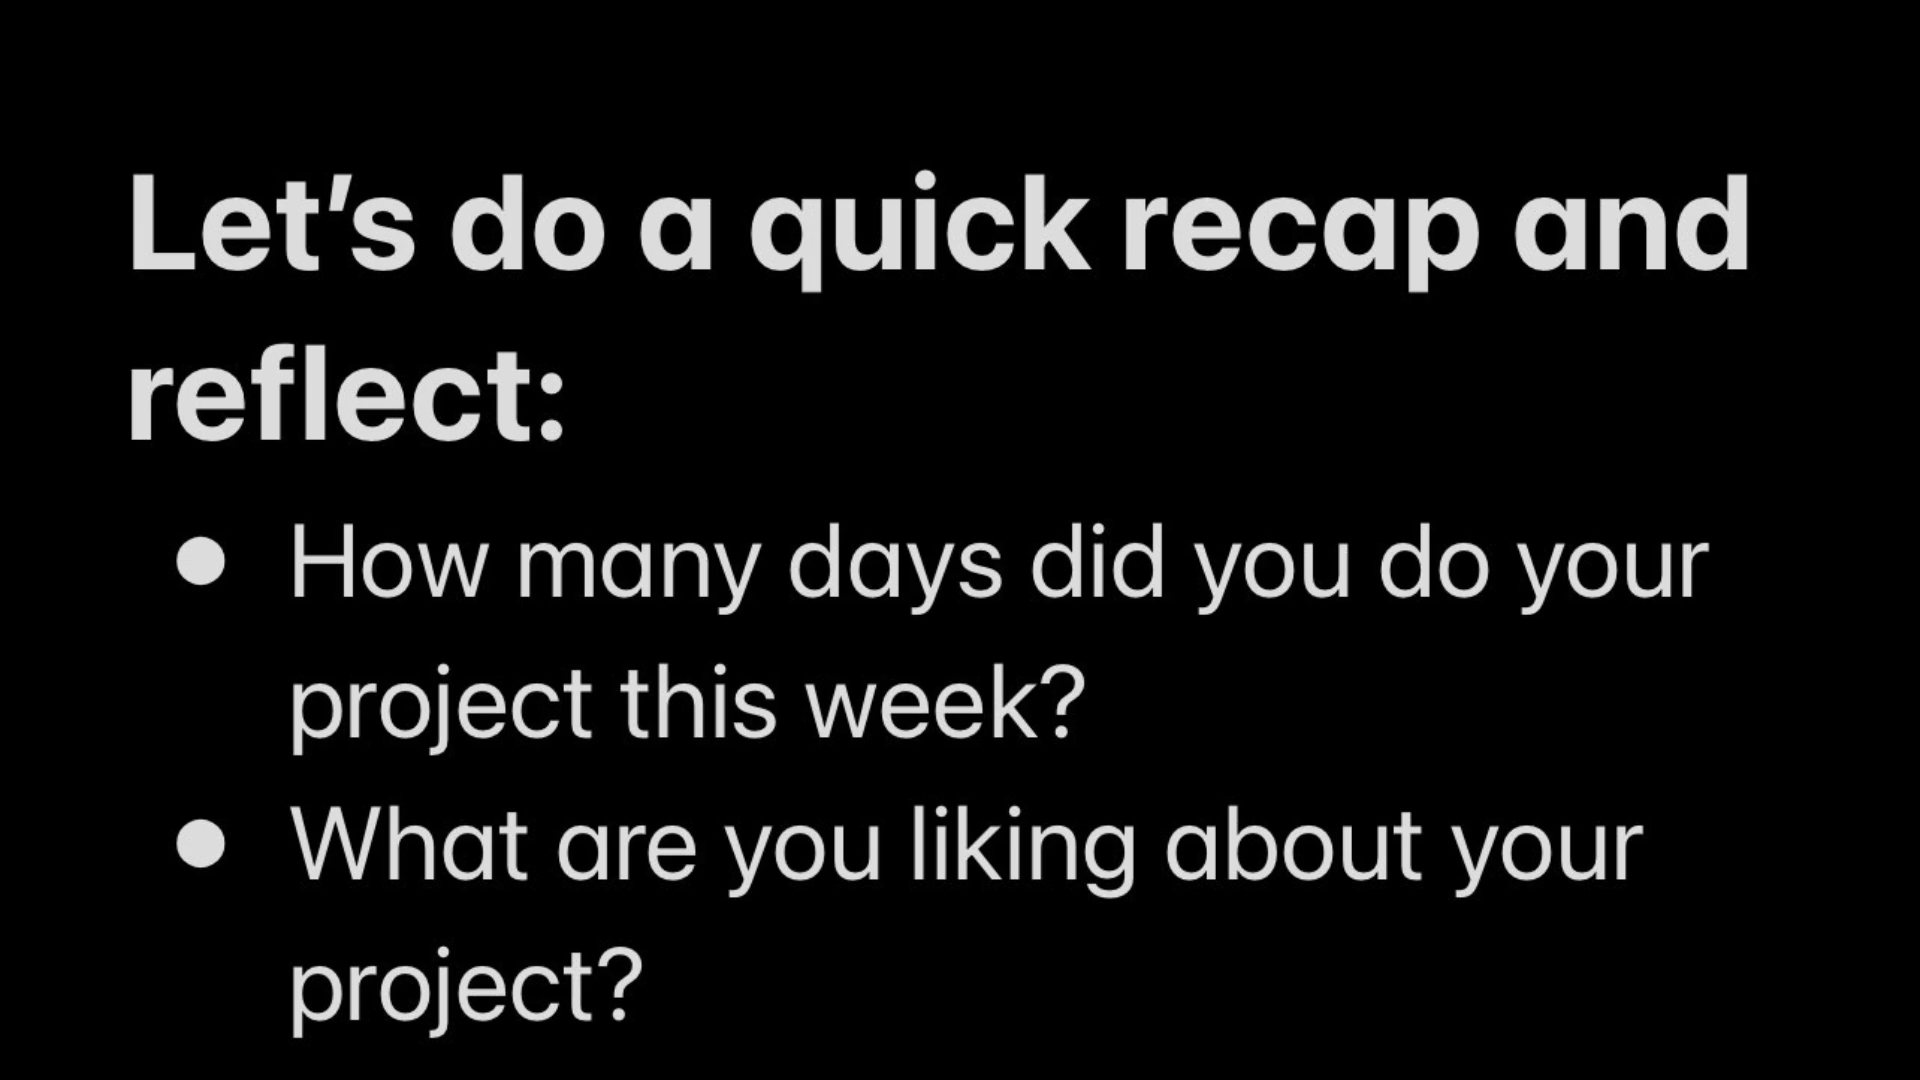 Let’s do a quick recap and
reflect:
● How many days did you do your
project this week?
● What are you liking about your
project?